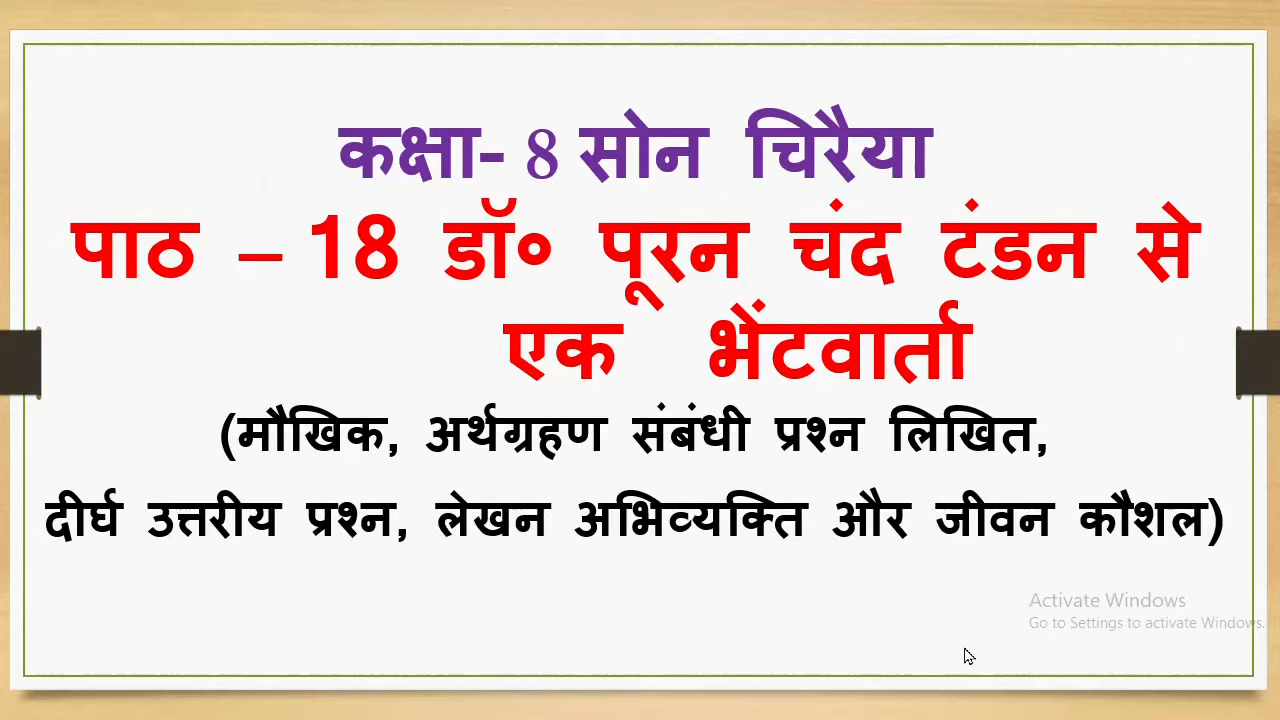 कक्षा- 8 सोन चिरैया
पाठ – 18 डॉ॰ पूरन चंद टंडन से
एक भेंटवार्ता
(मौखिक, अर्थग्रहण संबंधी प्रश्न लिखित,
दीर्घ उत्तरीय प्रश्न, लेखन अभिव्यक्ति और जीवन कौशल)
Activate Windows
Go to Settings to activate Windows.